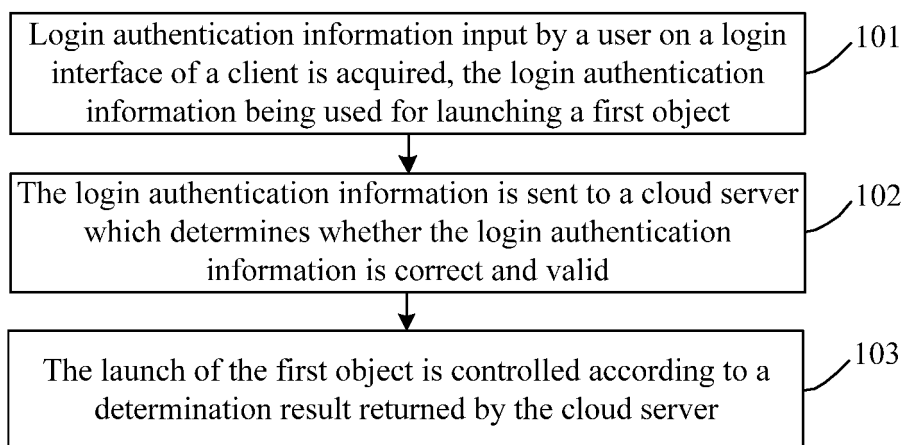 Login authentication information input by a user on a login
interface of a client is acquired, the login authentication
information being used for launching a first object
101
The login authentication information is sent to a cloud server
which determines whether the login authentication
information is correct and valid
102
The launch of the first object is controlled according to a
determination result returned by the cloud server
103